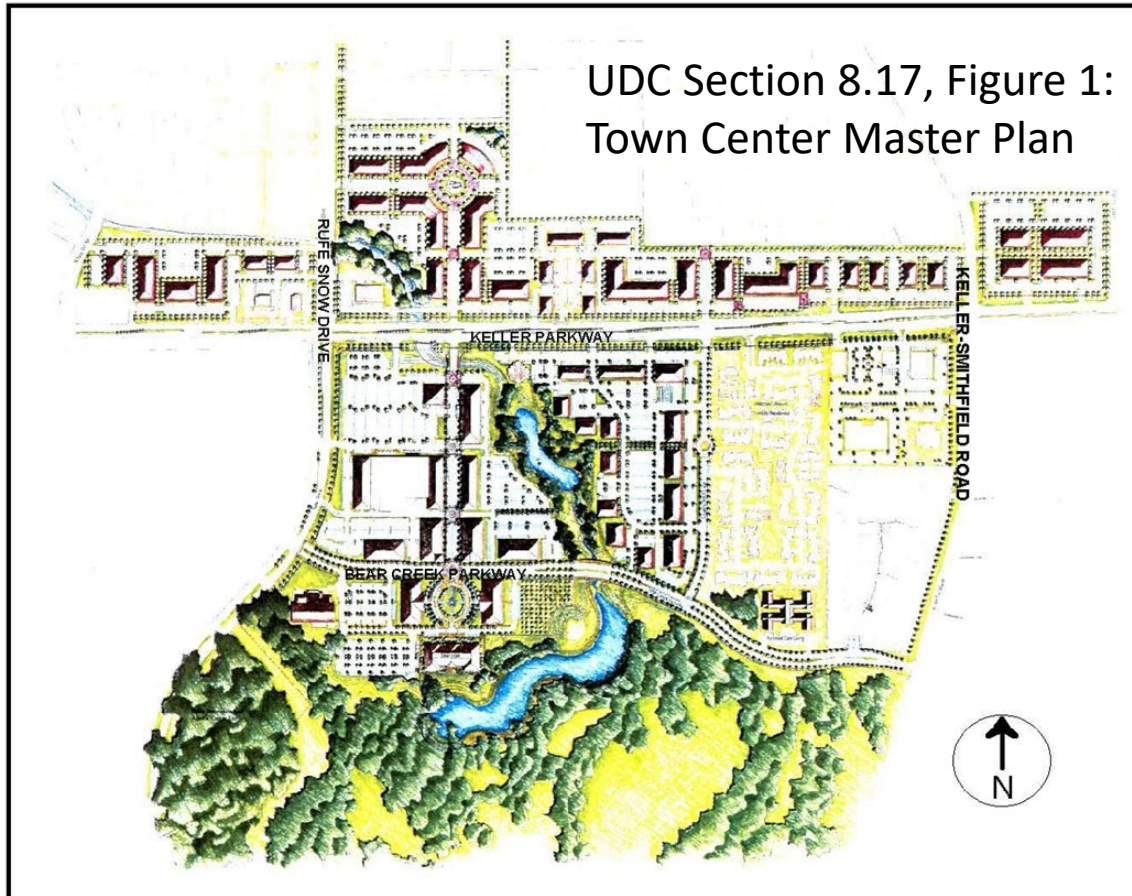 UDC Section 8.17, Figure 1:
Town Center Master Plan
RUFE SNOW DRIVE
KELLER PARKWAY
KELLER-SMITHFIELD ROAD
BEAR CREEK PARKWAY
N